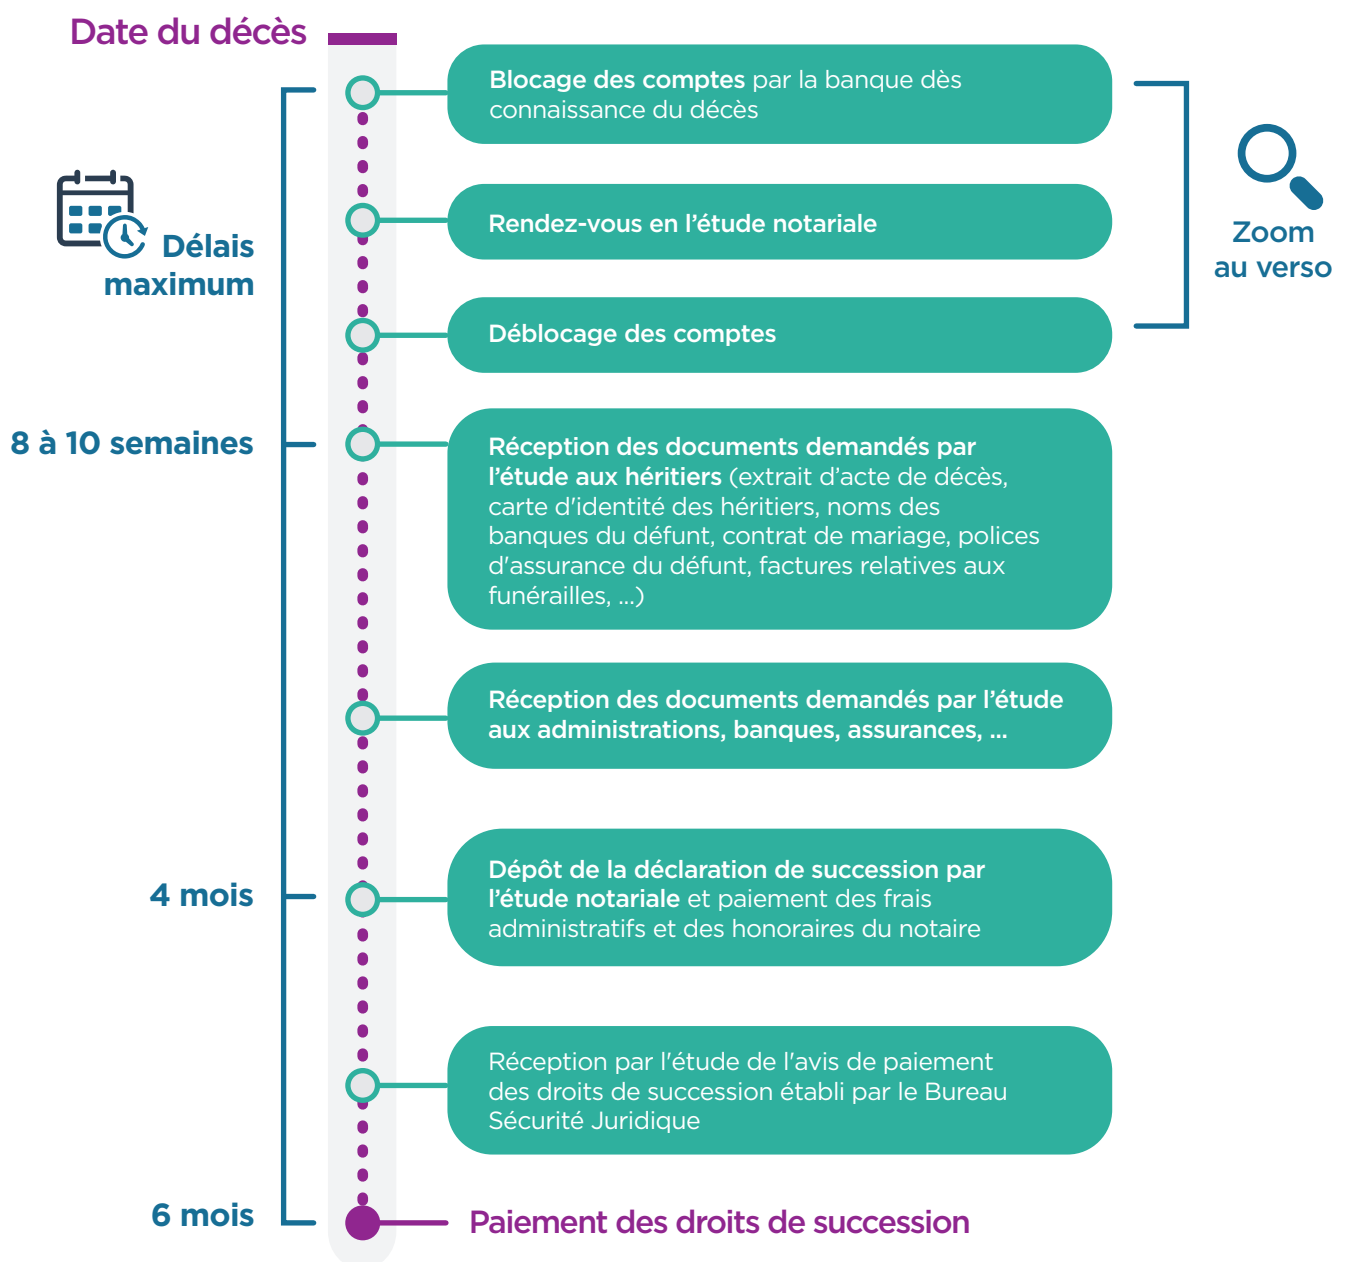 Date du décès
Blocage des comptes par la banque dès
connaissance du décès
Rendez-vous en l’étude notariale
Délais
maximum
Zoom
au verso
Déblocage des comptes
8 à 10 semaines
Réception des documents demandés par
l’étude aux héritiers (extrait d’acte de décès,
carte d'identité des héritiers, noms des
banques du défunt, contrat de mariage, polices
d'assurance du défunt, factures relatives aux
funérailles, ...)
Réception des documents demandés par l’étude
aux administrations, banques, assurances, ...
4 mois
Dépôt de la déclaration de succession par
l’étude notariale et paiement des frais
administratifs et des honoraires du notaire
Réception par l'étude de l'avis de paiement
des droits de succession établi par le Bureau
Sécurité Juridique
6 mois
Paiement des droits de succession